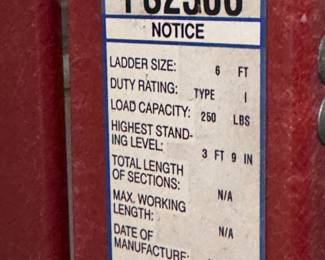 NOTICE
LADDER SIZE: 6 FT
DUTY RATING: TYPE I
LOAD CAPACITY: 250 LBS
HIGHEST STAND-
ING LEVEL: 3 FT 9 IN
TOTAL LENGTH
OF SECTIONS: N/A
MAX. WORKING
LENGTH: N/A
DATE OF
MANUFACTURE: